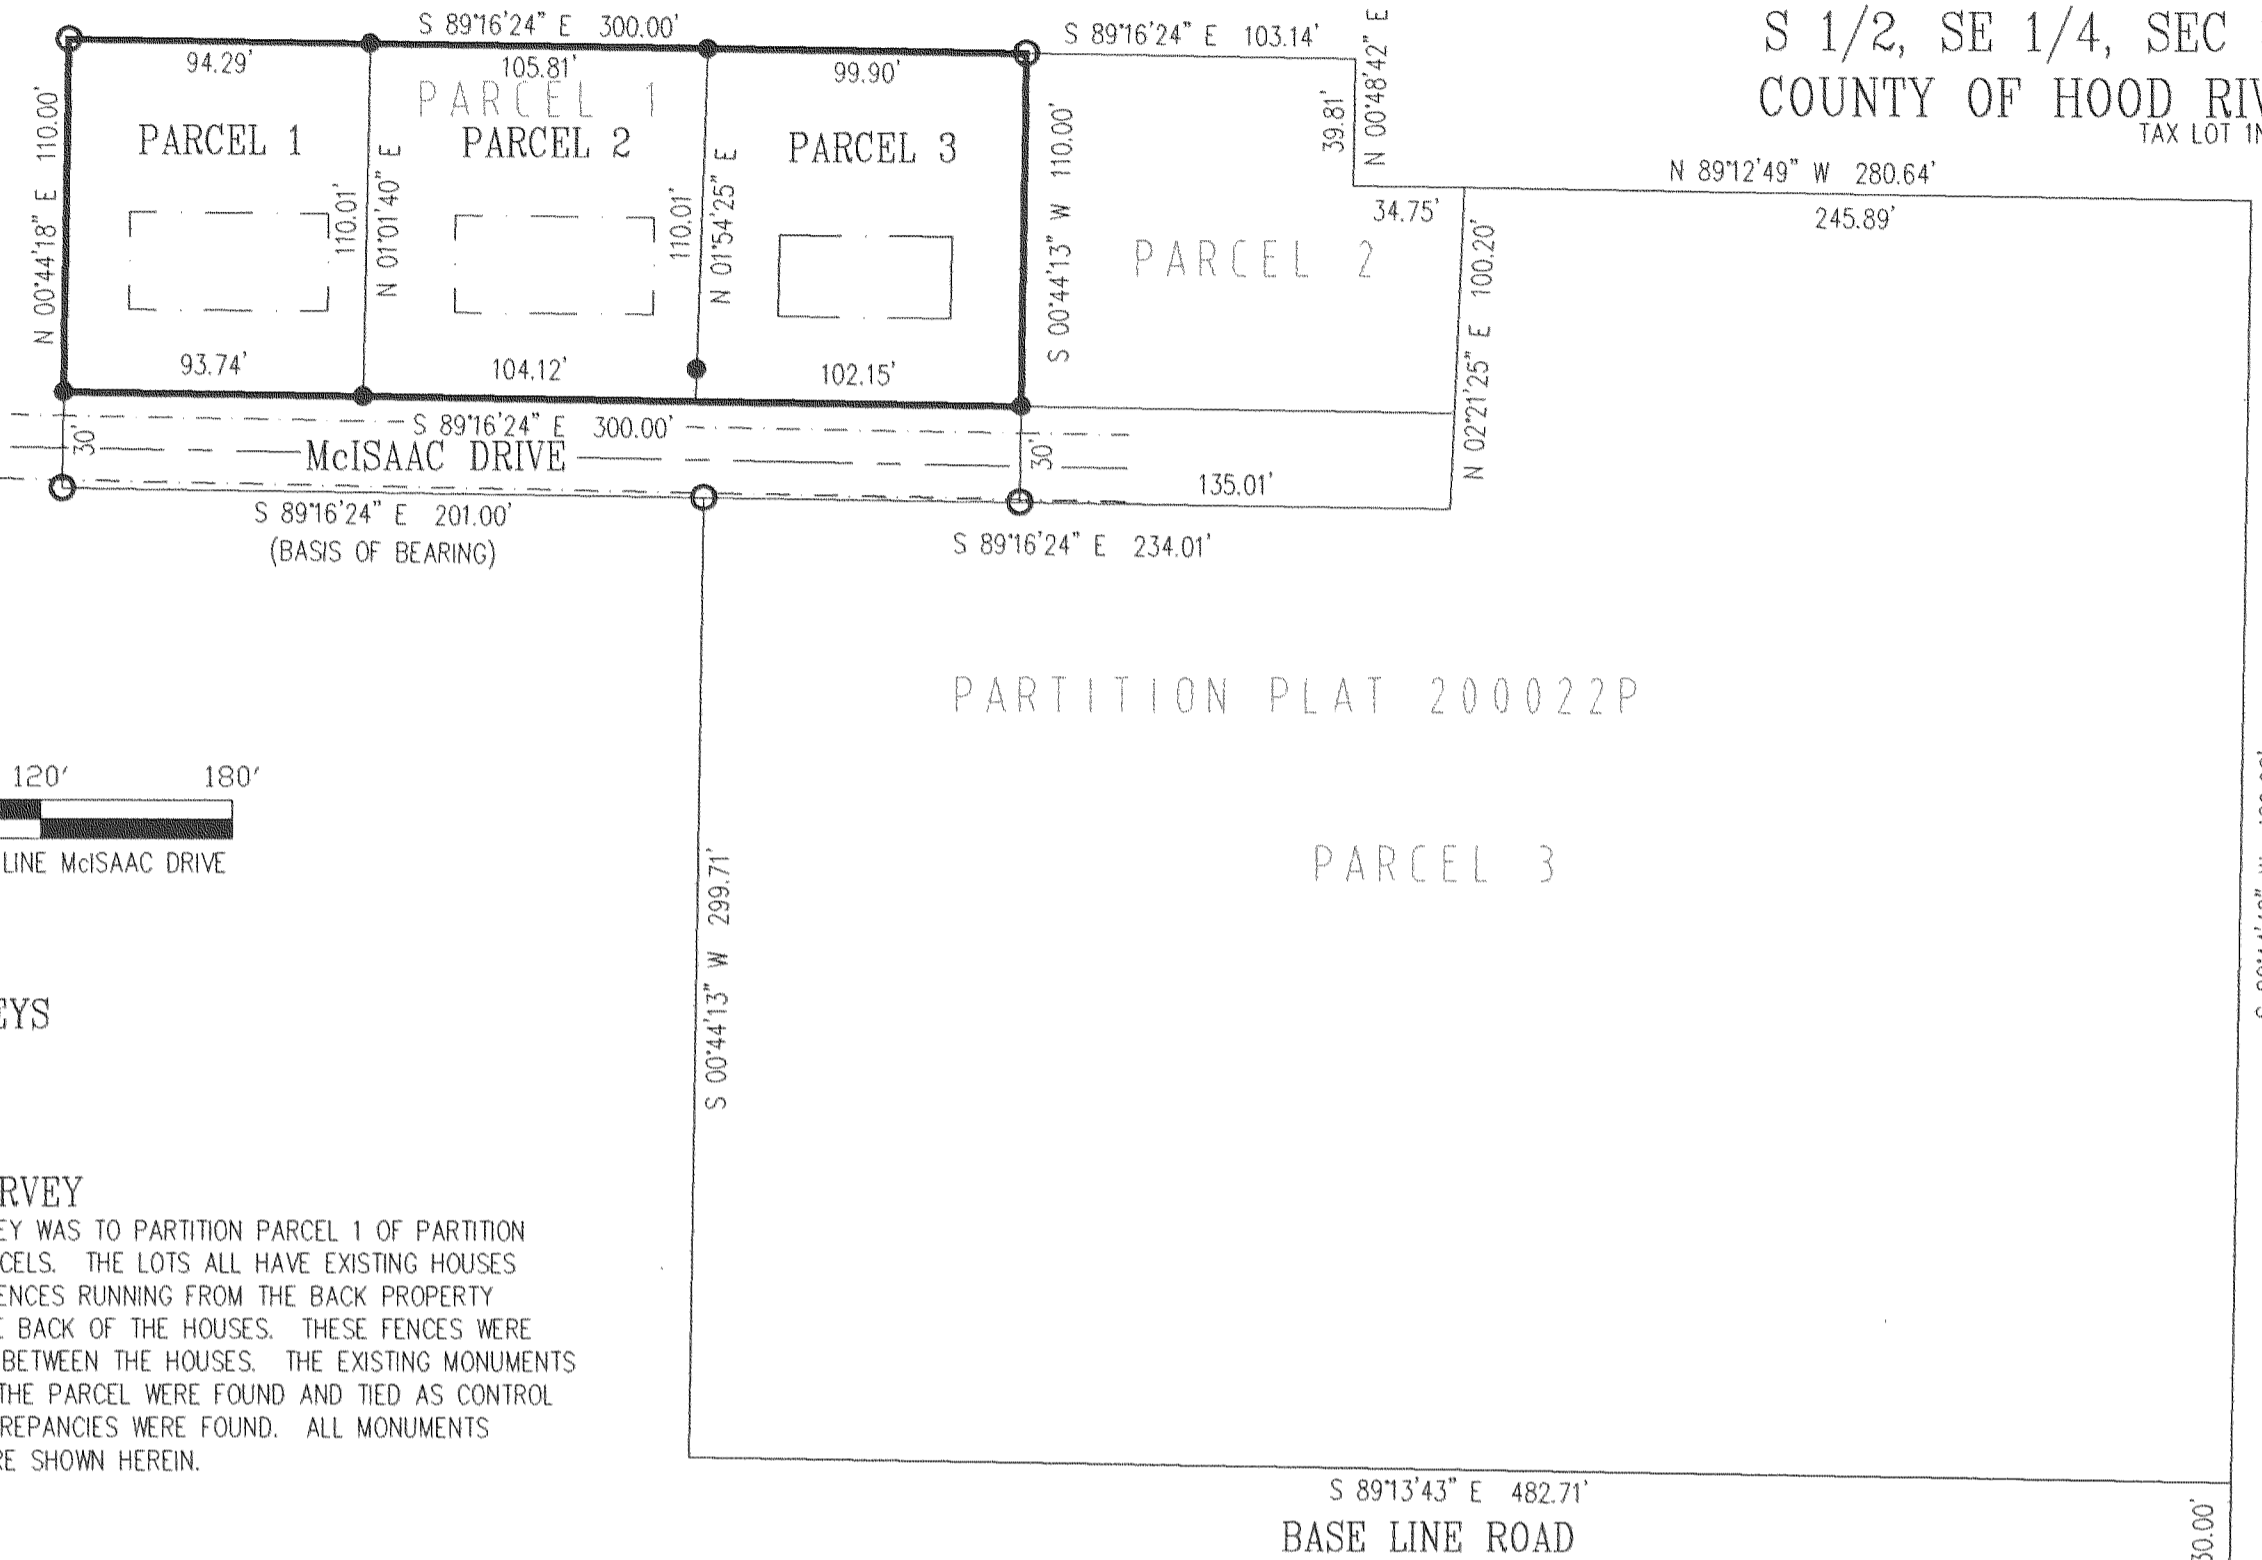 S 1/2, SE 1/4, SEC
COUNTY OF HOOD RIV
TAX LOT 1N
S 89°16'24" E 300.00'
S 89°16'24" E 103.14'
N 00°48'42" E
39.81'
94.29'
105.81'
99.90'
PARCEL 1
PARCEL 1
PARCEL 2
PARCEL 3
N 00°44'18" E 110.00'
110.01'
N 01°01'40" E
110.01'
N 01°54'25" E
S 00°44'13" W 110.00'
N 89°12'49" W 280.64'
34.75'
245.89'
PARCEL 2
N 02°21'25" E 100.20'
93.74'
104.12'
102.15'
S 89°16'24" E 300.00'
30'
McISAAC DRIVE
30'
135.01'
S 89°16'24" E 201.00'
(BASIS OF BEARING)
S 89°16'24" E 234.01'
PARTITION PLAT 200022P
PARCEL 3
120' 180'
LINE McISAAC DRIVE
S 00°44'13" W 299.71'
EYS
RVEY
EY WAS TO PARTITION PARCEL 1 OF PARTITION
CELS. THE LOTS ALL HAVE EXISTING HOUSES
ENCES RUNNING FROM THE BACK PROPERTY
E BACK OF THE HOUSES. THESE FENCES WERE
BETWEEN THE HOUSES. THE EXISTING MONUMENTS
THE PARCEL WERE FOUND AND TIED AS CONTROL
REPANCIES WERE FOUND. ALL MONUMENTS
RE SHOWN HEREIN.
S 89°13'43" E 482.71'
BASE LINE ROAD
30.00'